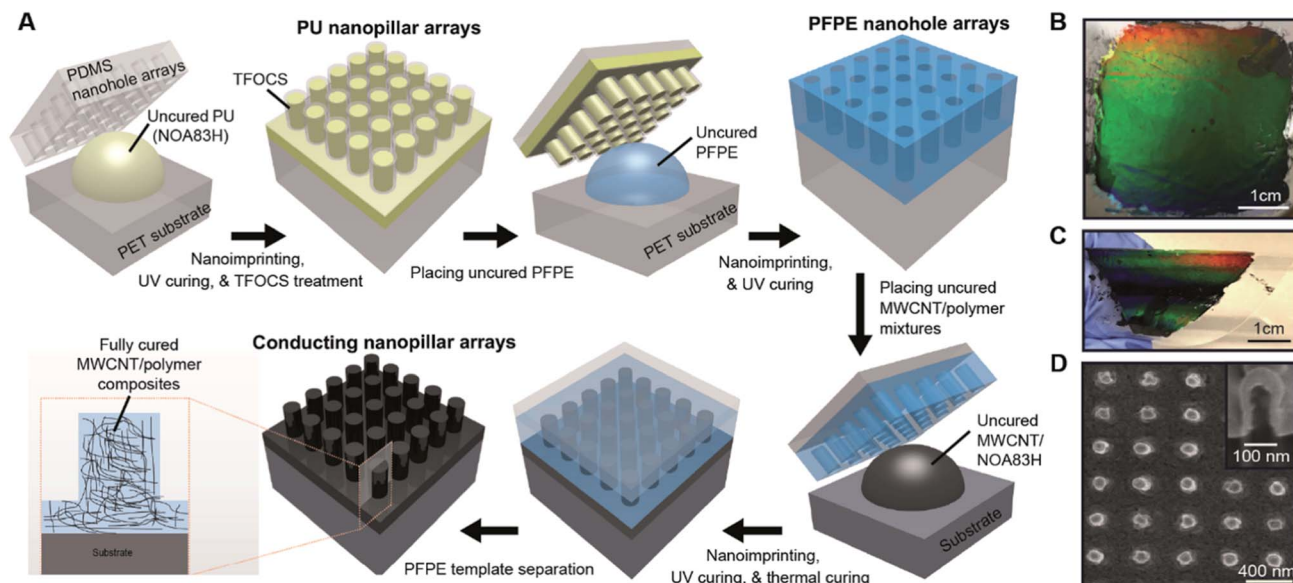 A
PU nanopillar arrays
PFPE nanohole arrays
B
PDMS
nanohole arrays
TFOCS
Uncured PU
(NOA83H)
Uncured
PFPE
PET substrate
PET substrate
1cm
Nanoimprinting,
UV curing, & TFOCS treatment
Placing uncured PFPE
Nanoimprinting,
& UV curing
C
Placing uncured
MWCNT/polymer
mixtures
1cm
Fully cured
MWCNT/polymer
composites
Conducting nanopillar arrays
D
Uncured
MWCNT/
NOA83H
100 nm
Substrate
Substrate
PFPE template separation
Nanoimprinting,
UV curing, & thermal curing
400 nm